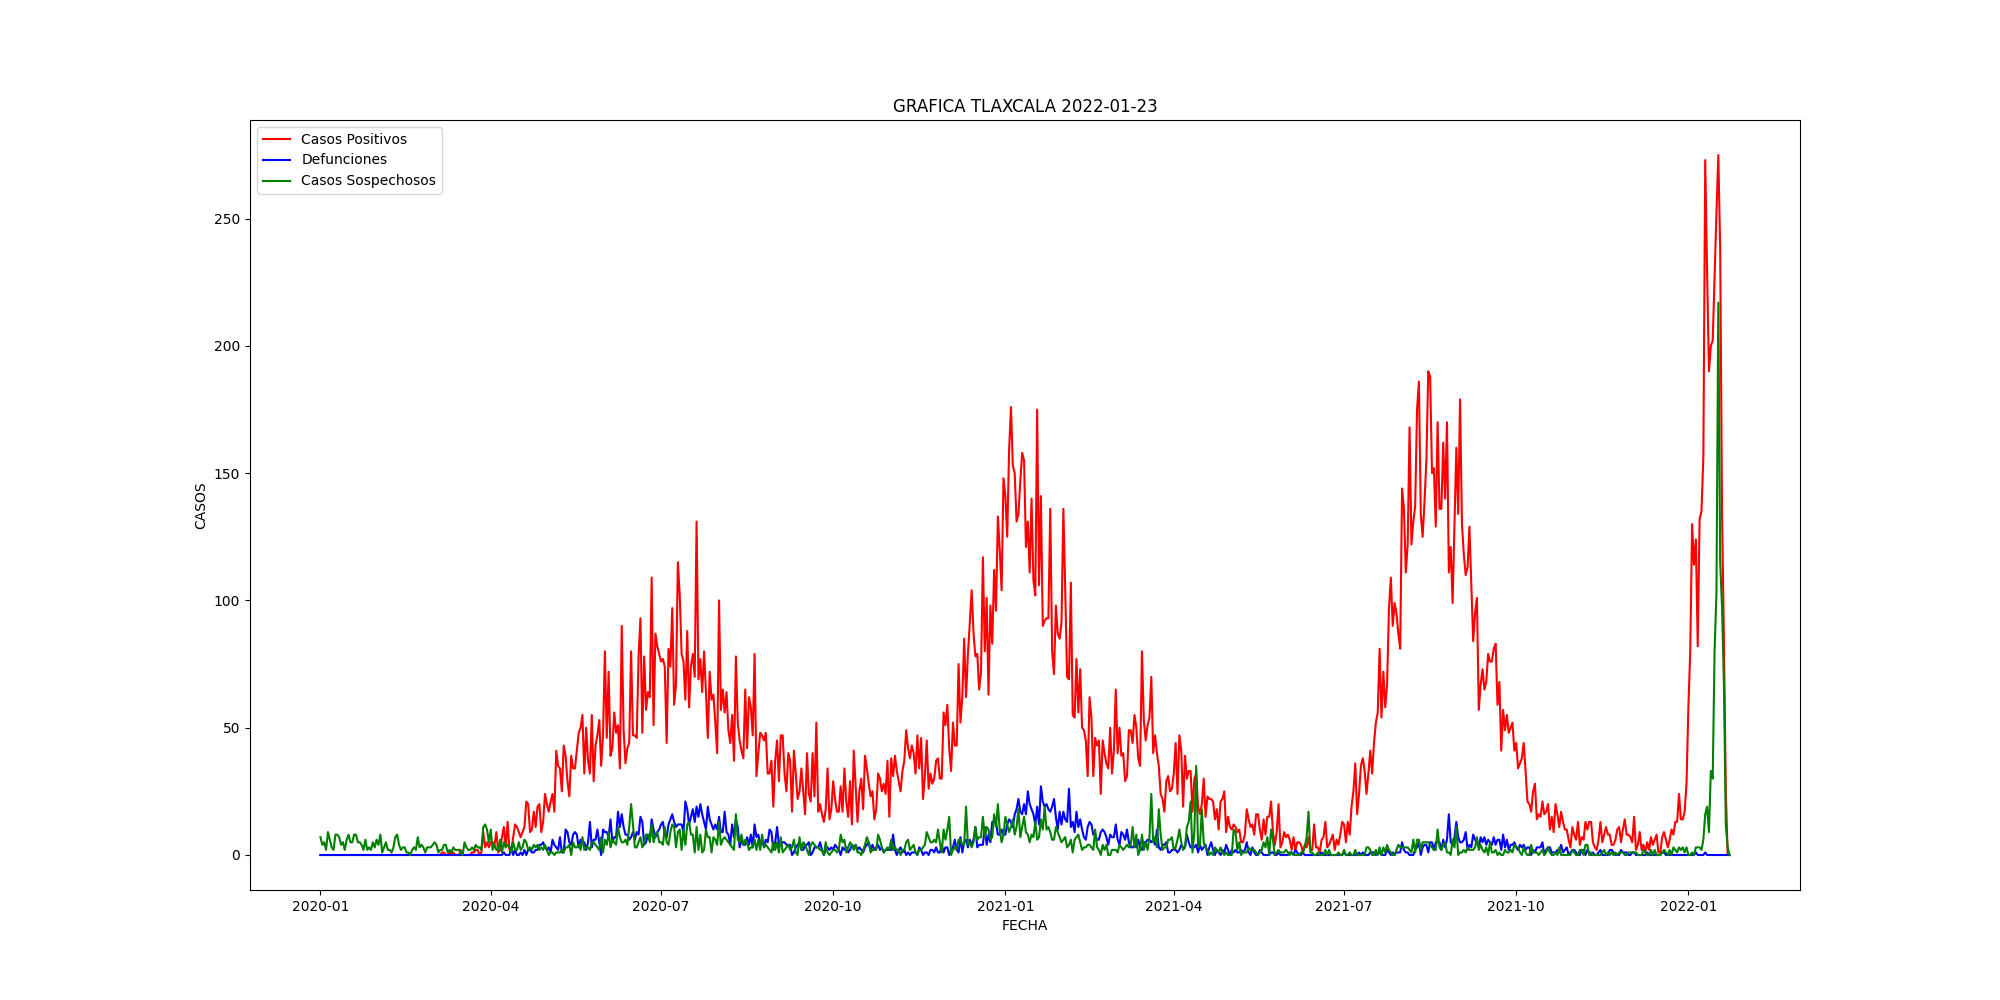 GRAFICA TLAXCALA 2022-01-23
Casos Positivos
Defunciones
Casos Sospechosos
CASOS
250
200
150
100
50
0
2020-01 2020-04 2020-07 2020-10 2021-01 2021-04 2021-07 2021-10 2022-01
FECHA